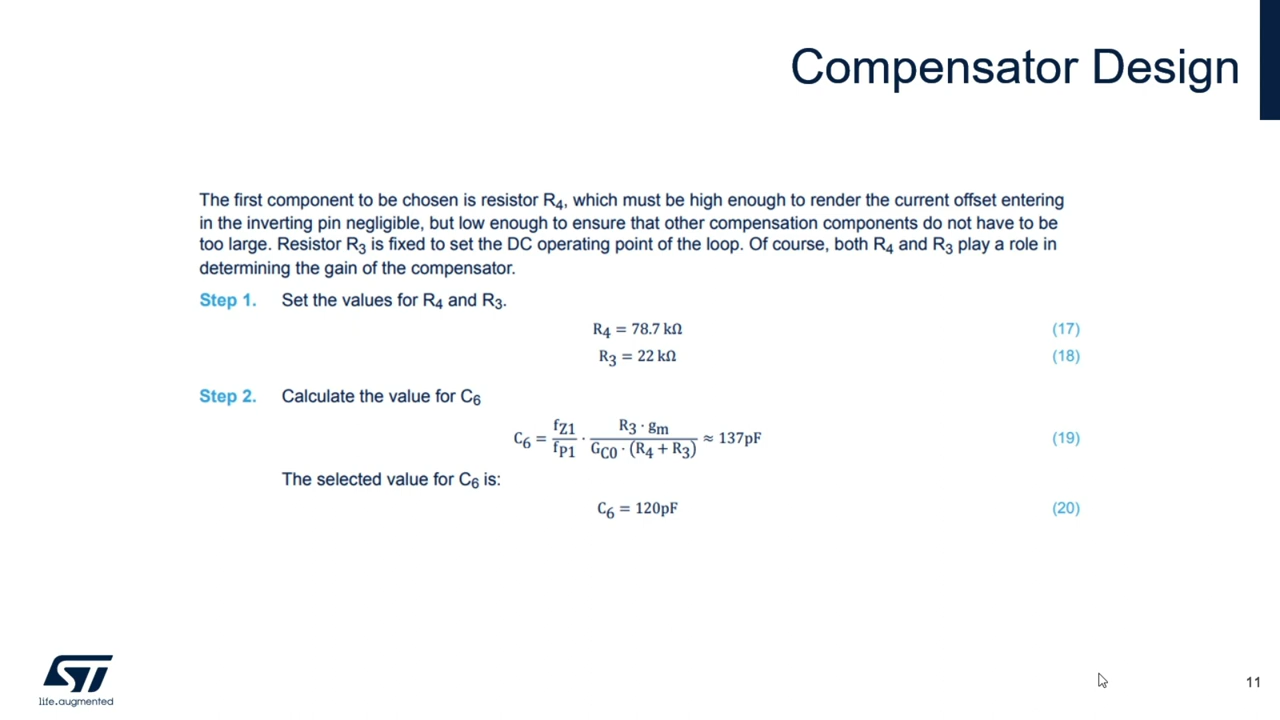 Compensator Design
The first component to be chosen is resistor R₄, which must be high enough to render the current offset entering
in the inverting pin negligible, but low enough to ensure that other compensation components do not have to be
too large. Resistor R₃ is fixed to set the DC operating point of the loop. Of course, both R₄ and R₃ play a role in
determining the gain of the compensator.
Step 1. Set the values for R₄ and R₃.
R₄ = 78.7 kΩ (17)
R₃ = 22 kΩ (18)
Step 2. Calculate the value for C₆
C₆ = f_Z1/f_P1 · R₃ · g_m/G_C0 · (R₄ + R₃) ≈ 137pF (19)
The selected value for C₆ is:
C₆ = 120pF (20)
ST
life.augmented
11